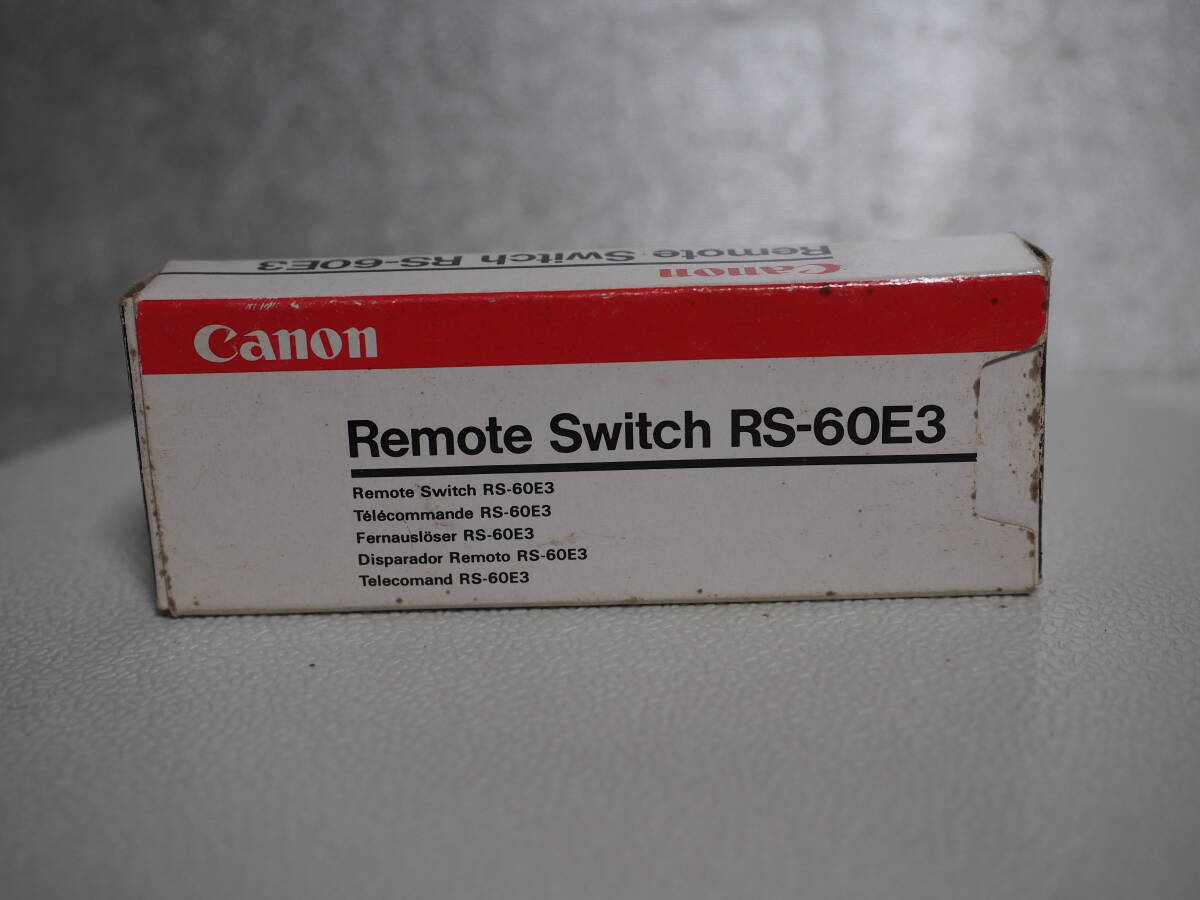 Remote Switch RS-60E3
Canon
Canon
Remote Switch RS-60E3
Remote Switch RS-60E3
Télécommande RS-60E3
Fernauslöser RS-60E3
Disparador Remoto RS-60E3
Telecomand RS-60E3